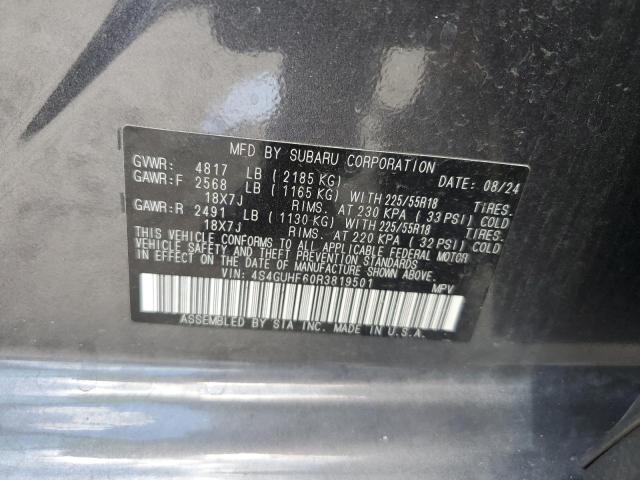 MFD BY SUBARU CORPORATION
GVWR: 4817 LB ( 2185 KG) DATE: 08/24
GAWR:F 2568 LB ( 1165 KG) WITH 225/55R18 TIRES.
18X7J RIMS. AT 230 KPA ( 33 PSI) COLD
GAWR:R 2491 LB ( 1130 KG) WITH 225/55R18 TIRES.
18X7J RIMS. AT 220 KPA ( 32 PSI) COLD
THIS VEHICLE CONFORMS TO ALL APPLICABLE FEDERAL MOTOR
VEHICLE SAFETY AND THEFT PREVENTION STANDARDS
IN EFFECT ON THE DATE OF MANUFACTURE SHOWN ABOVE.
VIN: 4S4GUHF60R3819501 MPV
ASSEMBLED BY SIA INC. MADE IN U.S.A.